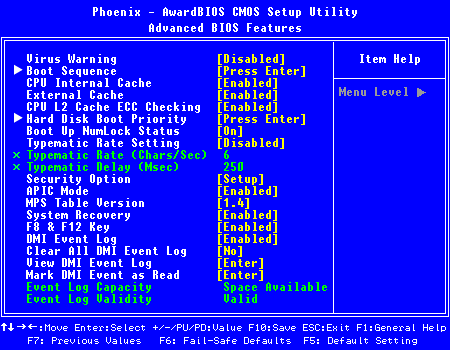 Phoenix - AwardBIOS CMOS Setup Utility
Advanced BIOS Features
Virus Warning [Disabled]
Item Help
▶ Boot Sequence [Press Enter]
CPU Internal Cache [Enabled]
External Cache [Enabled]
Menu Level ▶
CPU L2 Cache ECC Checking [Enabled]
▶ Hard Disk Boot Priority [Press Enter]
Boot Up NumLock Status [On]
Typematic Rate Setting [Disabled]
× Typematic Rate (Chars/Sec) 6
× Typematic Delay (Msec) 250
Security Option [Setup]
APIC Mode [Enabled]
MPS Table Version [1.4]
System Recovery [Enabled]
F8 & F12 Key [Enabled]
DMI Event Log [Enabled]
Clear All DMI Event Log [No]
View DMI Event Log [Enter]
Mark DMI Event as Read [Enter]
Event Log Capacity Space Available
Event Log Validity Valid
↑↓→←:Move Enter:Select +/-/PU/PD:Value F10:Save ESC:Exit F1:General Help
F7: Previous Values F6: Fail-Safe Defaults F5: Default Setting